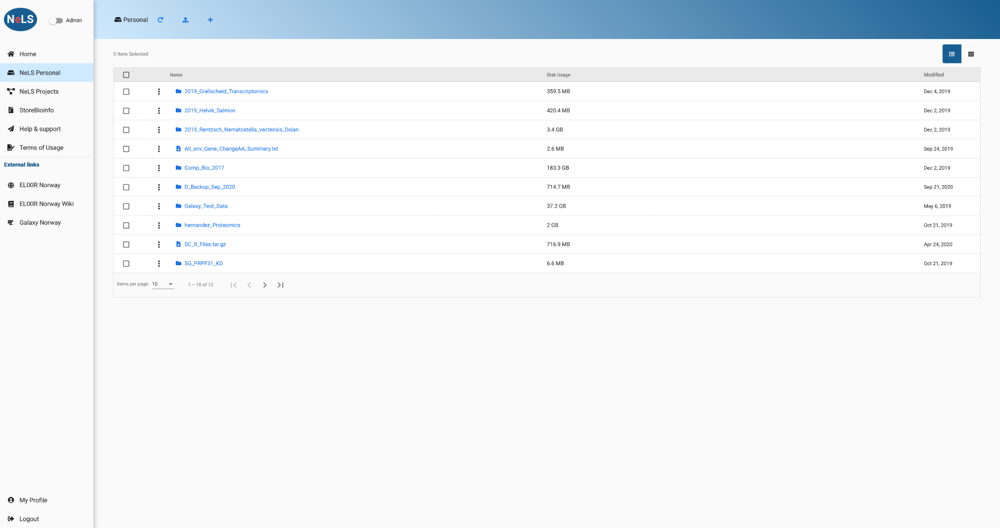 NeLS
Admin
Home
NeLS Personal
NeLS Projects
StoreBioinfo
Help & support
Terms of Usage
External links
ELIXIR Norway
ELIXIR Norway Wiki
Galaxy Norway
My Profile
Logout
Personal
0 Item Selected
Name Disk Usage Modified
2019_Grellscheid_Transcriptomics 359.5 MB Dec 4, 2019
2019_Helvik_Salmon 420.4 MB Dec 2, 2019
2019_Rentzsch_Nematostella_vectensis_Dolan 3.4 GB Dec 2, 2019
All_snv_Gene_ChangeAA_Summary.txt 2.6 MB Sep 24, 2019
Comp_Bio_2017 183.3 GB Dec 2, 2019
D_Backup_Sep_2020 714.7 MB Sep 21, 2020
Galaxy_Test_Data 37.2 GB May 6, 2019
hernandez_Proteomics 2 GB Oct 21, 2019
SC_R_Files.tar.gz 716.9 MB Apr 24, 2020
SG_PRPF31_KD 6.6 MB Oct 21, 2019
Items per page: 10 1 – 10 of 12